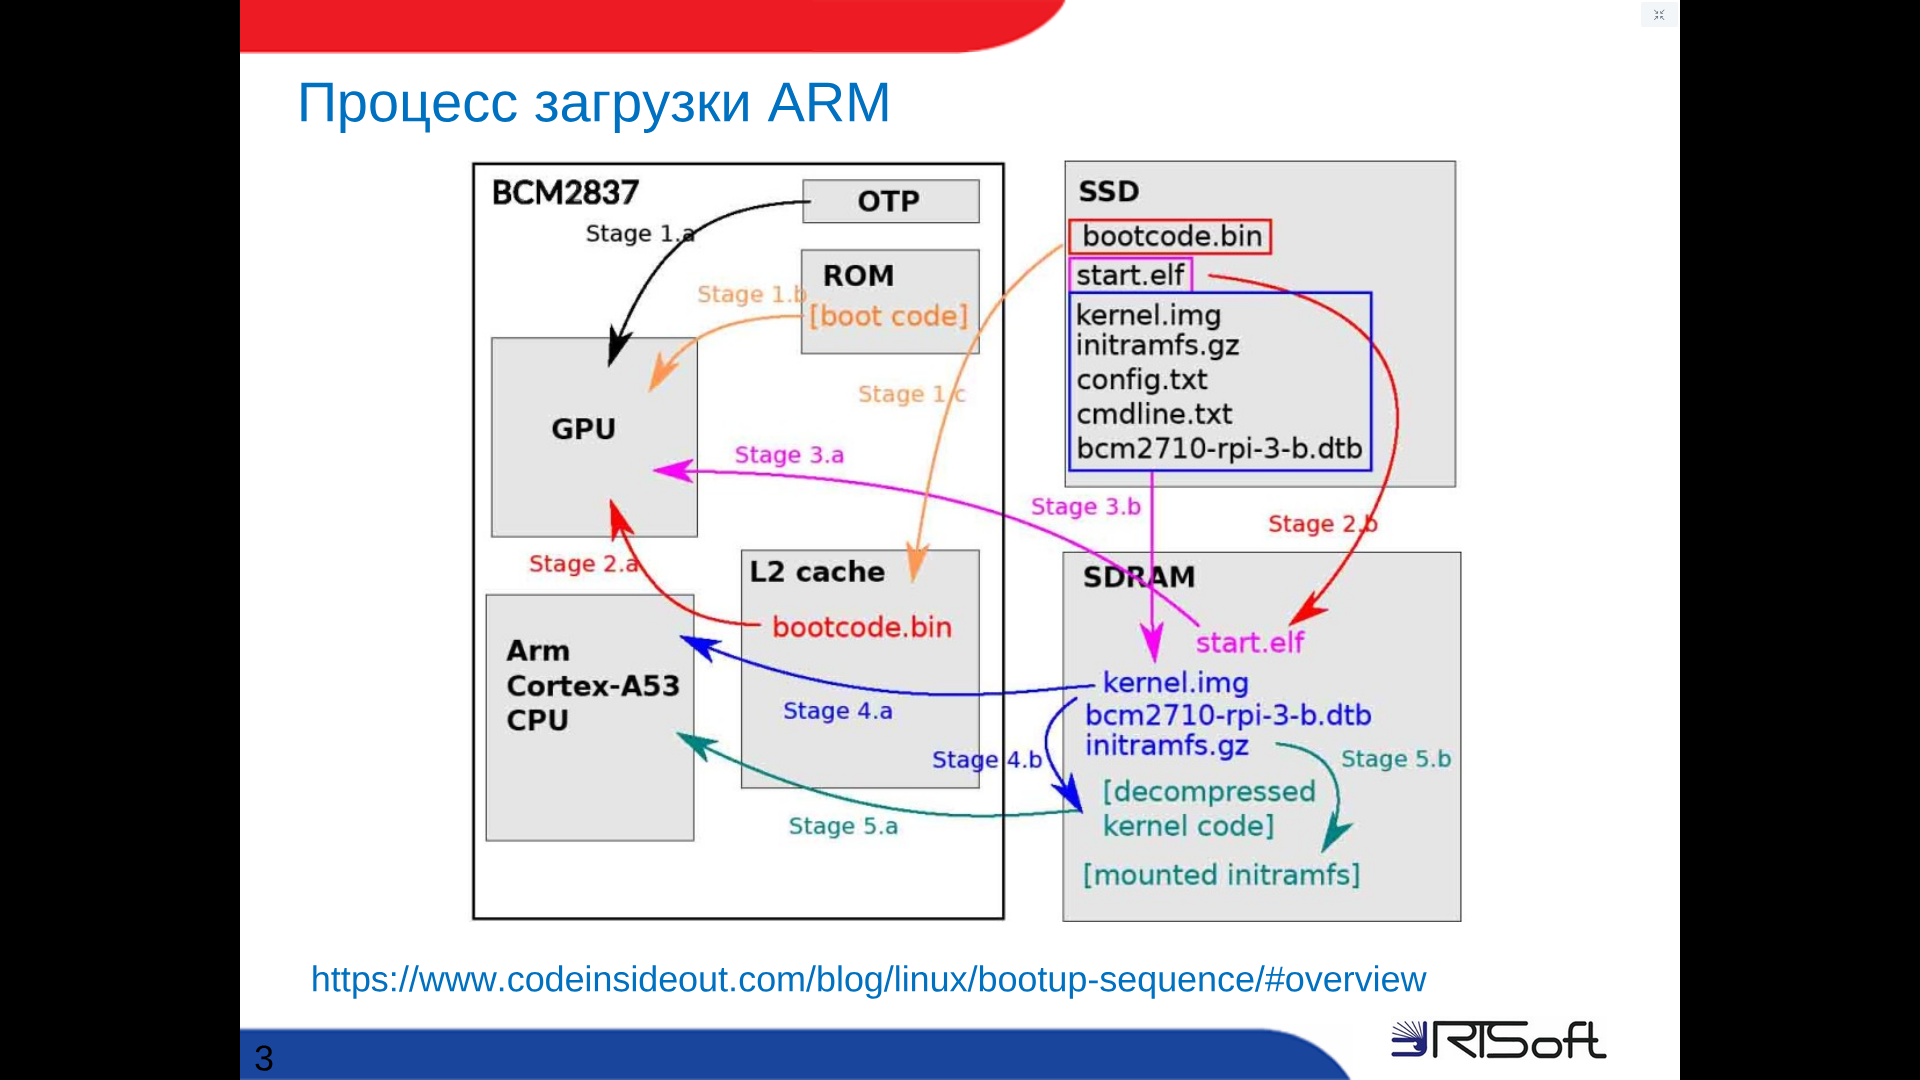 Процесс загрузки ARM
BCM2837
OTP
Stage 1.a
ROM
Stage 1.b
[boot code]
GPU
Stage 1.c
Stage 3.a
Stage 2.a
L2 cache
bootcode.bin
Arm
Cortex-A53
CPU
Stage 4.a
Stage 4.b
Stage 5.a
SSD
bootcode.bin
start.elf
kernel.img
initramfs.gz
config.txt
cmdline.txt
bcm2710-rpi-3-b.dtb
Stage 3.b
Stage 2.b
SDRAM
start.elf
kernel.img
bcm2710-rpi-3-b.dtb
initramfs.gz
Stage 5.b
[decompressed
kernel code]
[mounted initramfs]
https://www.codeinsideout.com/blog/linux/bootup-sequence/#overview
3
RTSoft